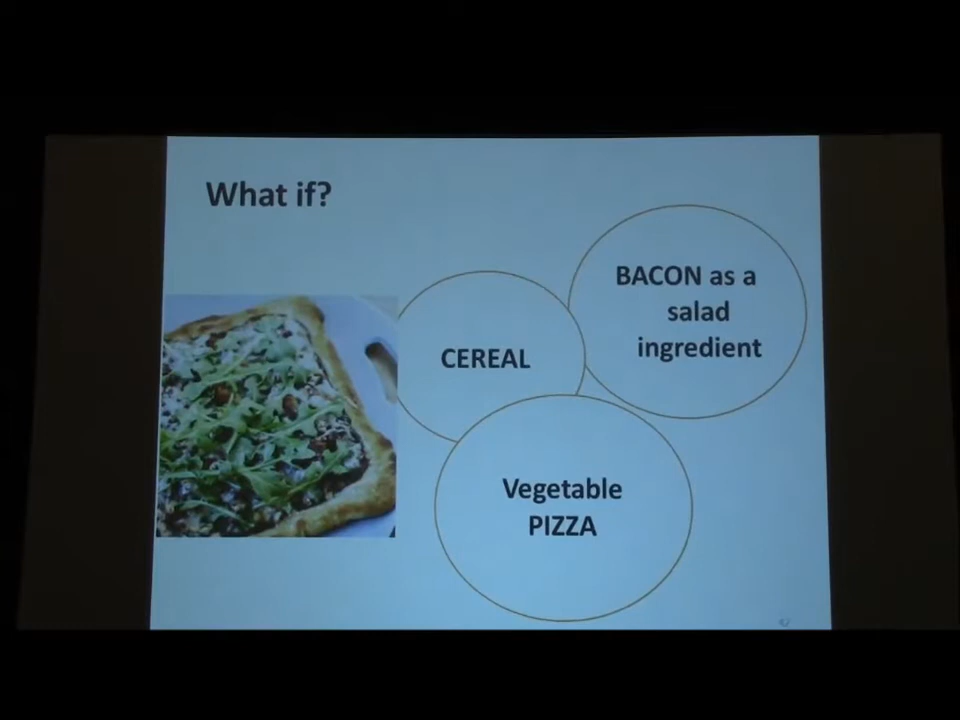 What if?
BACON as a
salad
ingredient
CEREAL
Vegetable
PIZZA